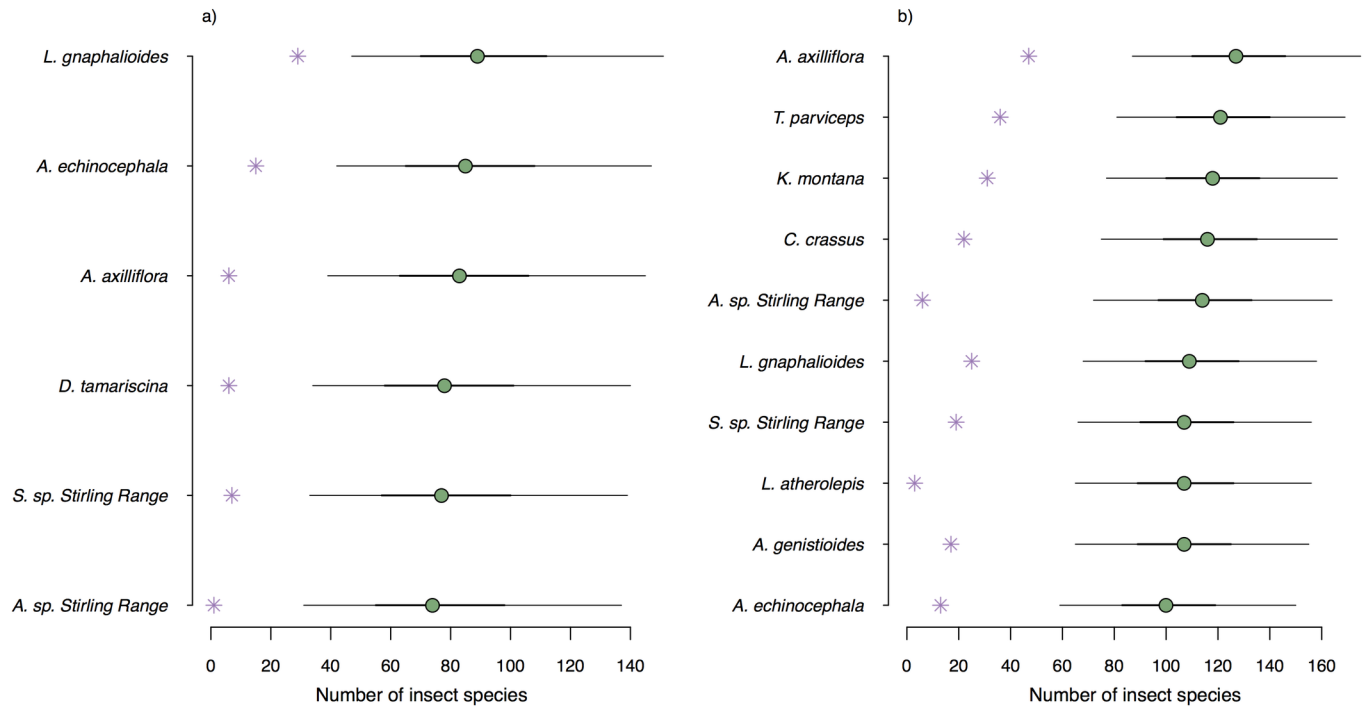 a)
L. gnaphalioides
A. echinocephala
A. axilliflora
D. tamariscina
S. sp. Stirling Range
A. sp. Stirling Range
0 20 40 60 80 100 120 140
Number of insect species
b)
A. axilliflora
T. parviceps
K. montana
C. crassus
A. sp. Stirling Range
L. gnaphalioides
S. sp. Stirling Range
L. atherolepis
A. genistioides
A. echinocephala
0 20 40 60 80 100 120 140 160
Number of insect species